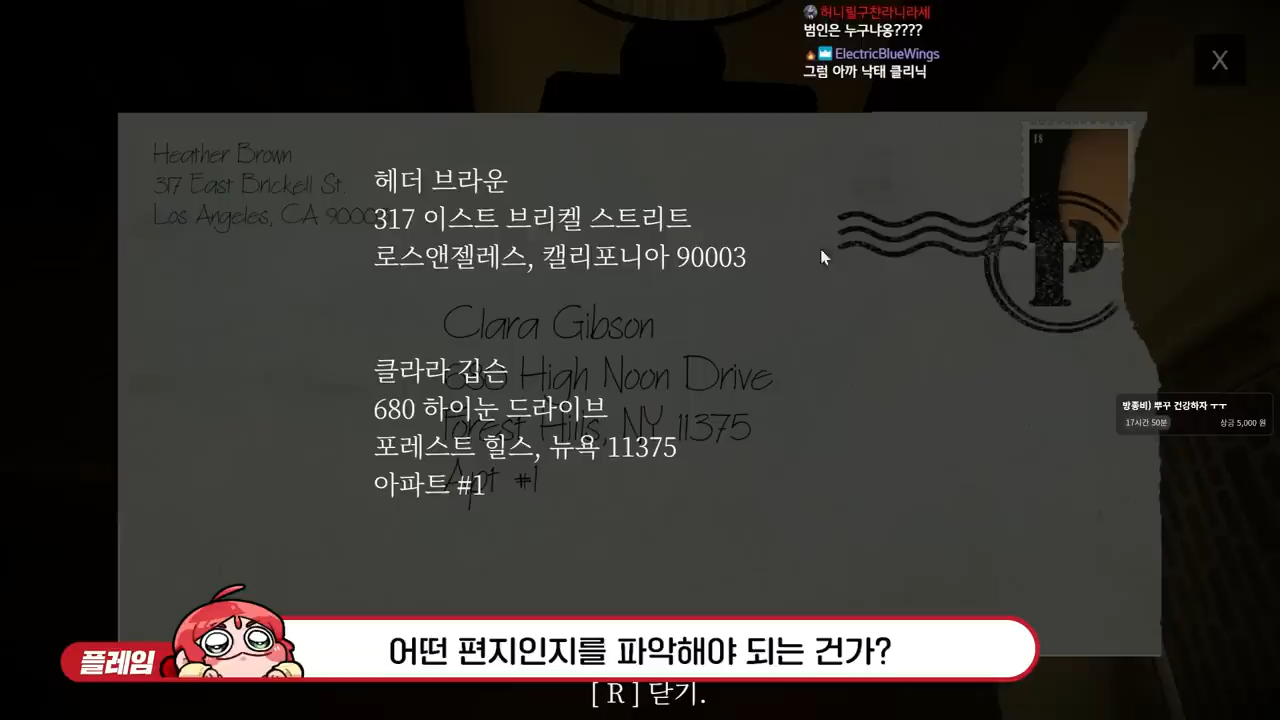 허니릴구챤라니라세
범인은 누구냐옹????
ElectricBlueWings
그럼 아까 낙태 클리닉
X
Heather Brown
317 East Brickell St.
Los Angeles, CA 9000
헤더 브라운
317 이스트 브리켈 스트리트
로스앤젤레스, 캘리포니아 90003
18
P
Clara Gibson
680 High Noon Drive
Forest Hills, NY 11375
Apt #1
클라라 깁슨
680 하이눈 드라이브
포레스트 힐스, 뉴욕 11375
아파트 #1
방종비) 뿌꾸 건강하자 ㅜㅜ
17시간 50분 상금 5,000 원
플레임
어떤 편지인지를 파악해야 되는 건가?
[ R ] 닫기.